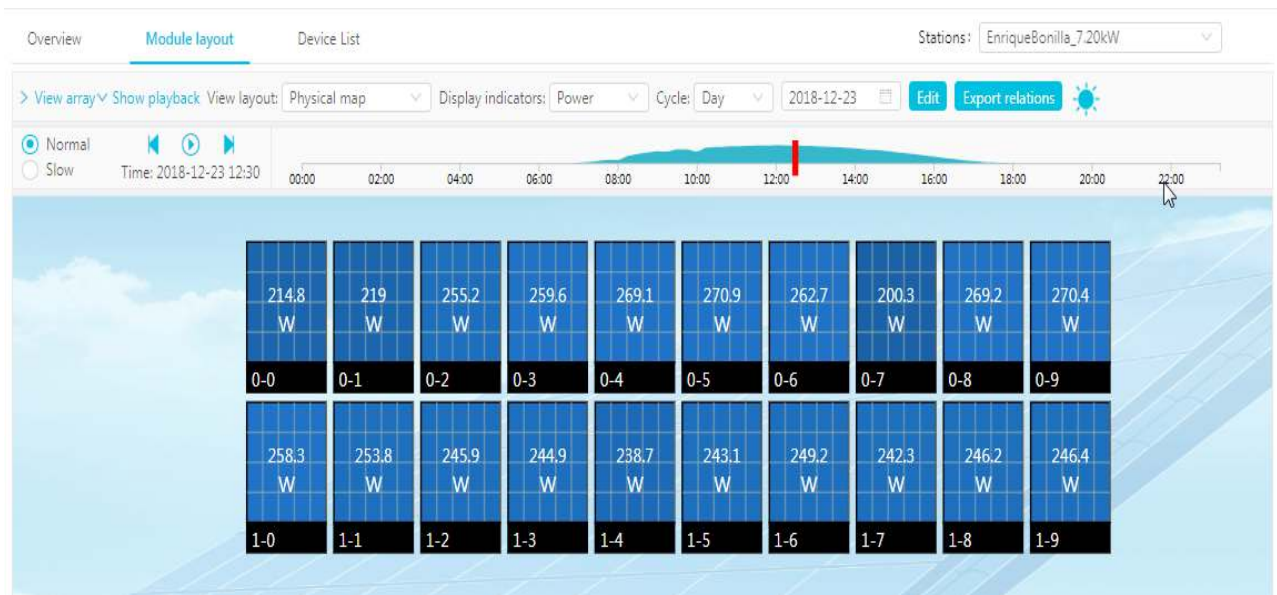 Overview Module layout Device List Stations: EnriqueBonilla_7.20kW
View array Show playback View layout: Physical map Display indicators: Power Cycle: Day 2018-12-23 Edit Export relations
Normal
Slow Time: 2018-12-23 12:30
00:00 02:00 04:00 06:00 08:00 10:00 12:00 14:00 16:00 18:00 20:00 22:00
214.8 219 255.2 259.6 269.1 270.9 262.7 200.3 269.2 270.4
W W W W W W W W W W
0-0 0-1 0-2 0-3 0-4 0-5 0-6 0-7 0-8 0-9
258.3 253.8 245.9 244.9 238.7 243.1 249.2 242.3 246.2 246.4
W W W W W W W W W W
1-0 1-1 1-2 1-3 1-4 1-5 1-6 1-7 1-8 1-9